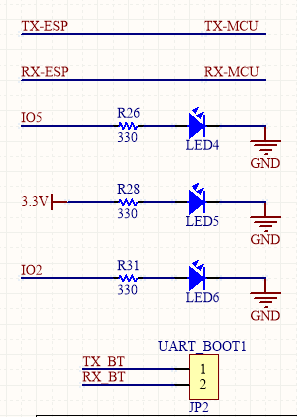 TX-ESP TX-MCU
RX-ESP RX-MCU
IO5 R26 330 LED4 GND
3.3V R28 330 LED5 GND
IO2 R31 330 LED6 GND
UART_BOOT1
TX_BT 1
RX_BT 2
JP2